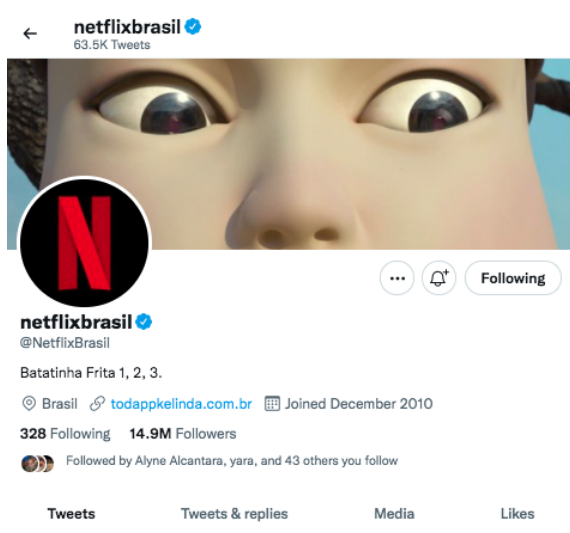 netflixbrasil
63.5K Tweets
N
Following
netflixbrasil
@NetflixBrasil
Batatinha Frita 1, 2, 3.
Brasil todappkelinda.com.br Joined December 2010
328 Following 14.9M Followers
Followed by Alyne Alcantara, yara, and 43 others you follow
Tweets Tweets & replies Media Likes